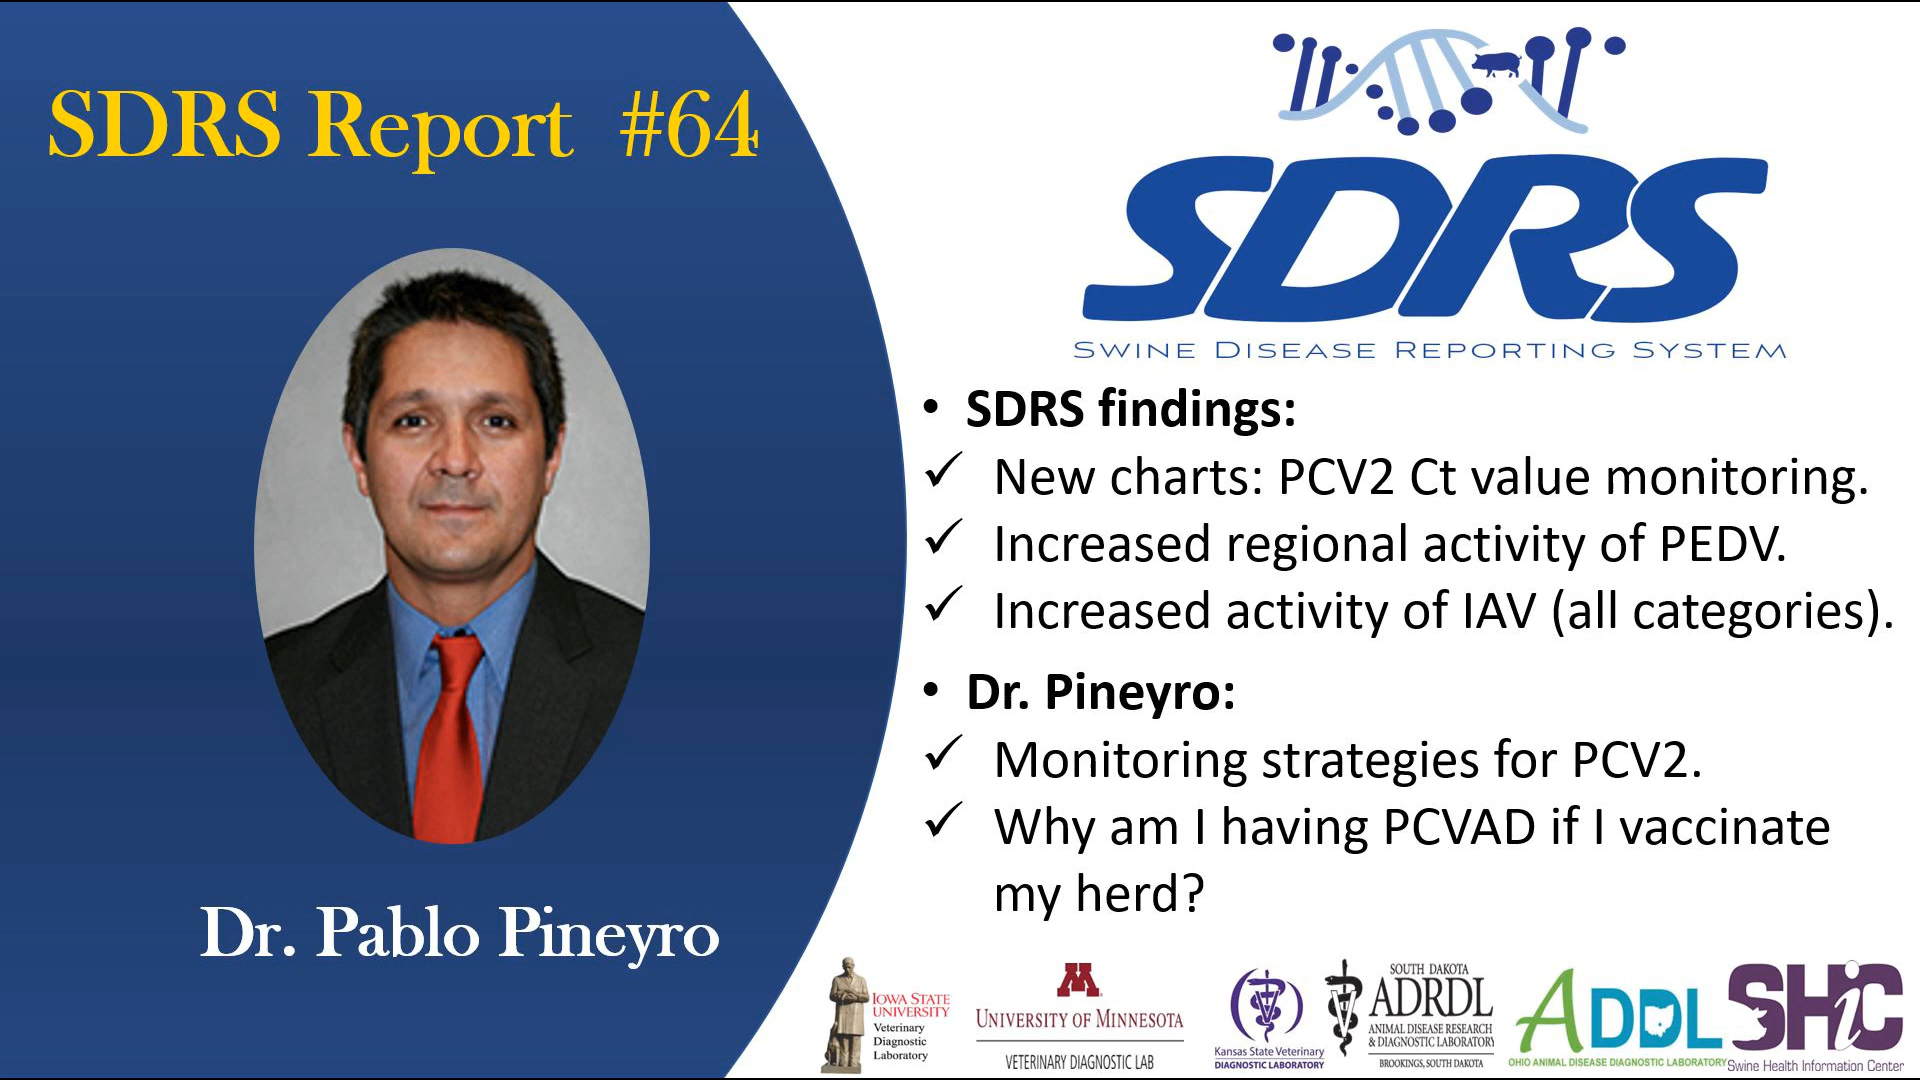 SDRS Report #64
Dr. Pablo Pineyro
SDRS
SWINE DISEASE REPORTING SYSTEM
• SDRS findings:
✓ New charts: PCV2 Ct value monitoring.
✓ Increased regional activity of PEDV.
✓ Increased activity of IAV (all categories).
• Dr. Pineyro:
✓ Monitoring strategies for PCV2.
✓ Why am I having PCVAD if I vaccinate
my herd?
IOWA STATE
UNIVERSITY
Veterinary
Diagnostic
Laboratory
M
UNIVERSITY OF MINNESOTA
VETERINARY DIAGNOSTIC LAB
Kansas State Veterinary
DIAGNOSTIC LABORATORY
SOUTH DAKOTA
ADRDL
ANIMAL DISEASE RESEARCH
& DIAGNOSTIC LABORATORY
BROOKINGS, SOUTH DAKOTA
ADDL
OHIO ANIMAL DISEASE DIAGNOSTIC LABORATORY
SHiC
Swine Health Information Center